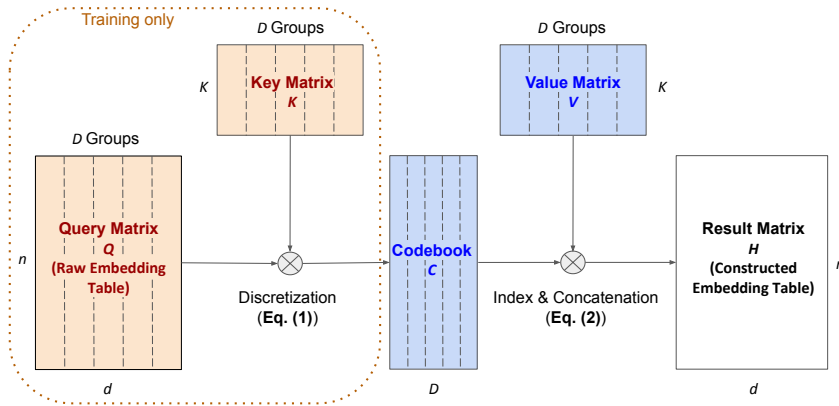 Training only
D Groups
D Groups
K
Key Matrix
K
Value Matrix
V
K
D Groups
n
Query Matrix
Q
(Raw Embedding
Table)
Codebook
C
Result Matrix
H
(Constructed
Embedding Table)
Discretization
(Eq. (1))
Index & Concatenation
(Eq. (2))
d
D
d